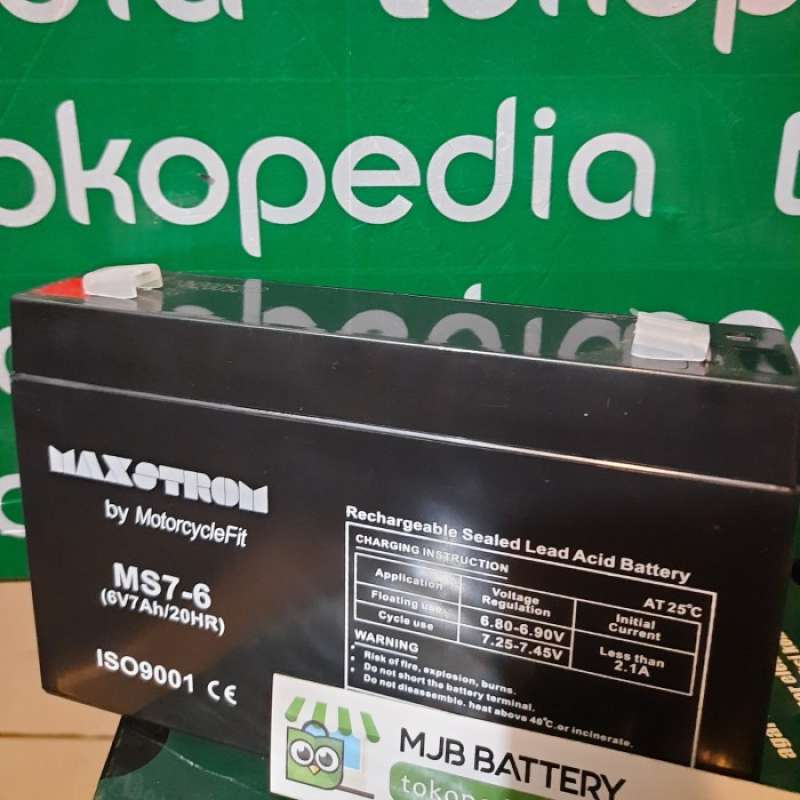 tokopedia
tokopedia
MAXSTROM
by MotorcycleFit
MS7-6
(6V7Ah/20HR)
ISO9001 CE
Rechargeable Sealed Lead Acid Battery
CHARGING INSTRUCTION
AT 25°C
Application
Voltage Regulation
Initial Current
Floating use
6.80-6.90V
Less than 2.1A
Cycle use
7.25-7.45V
WARNING
• Risk of fire, explosion, burns.
• Do not short the battery terminal.
Do not disassemble. heat above 40°C. or incinerate.
MJB BATTERY
tokoped